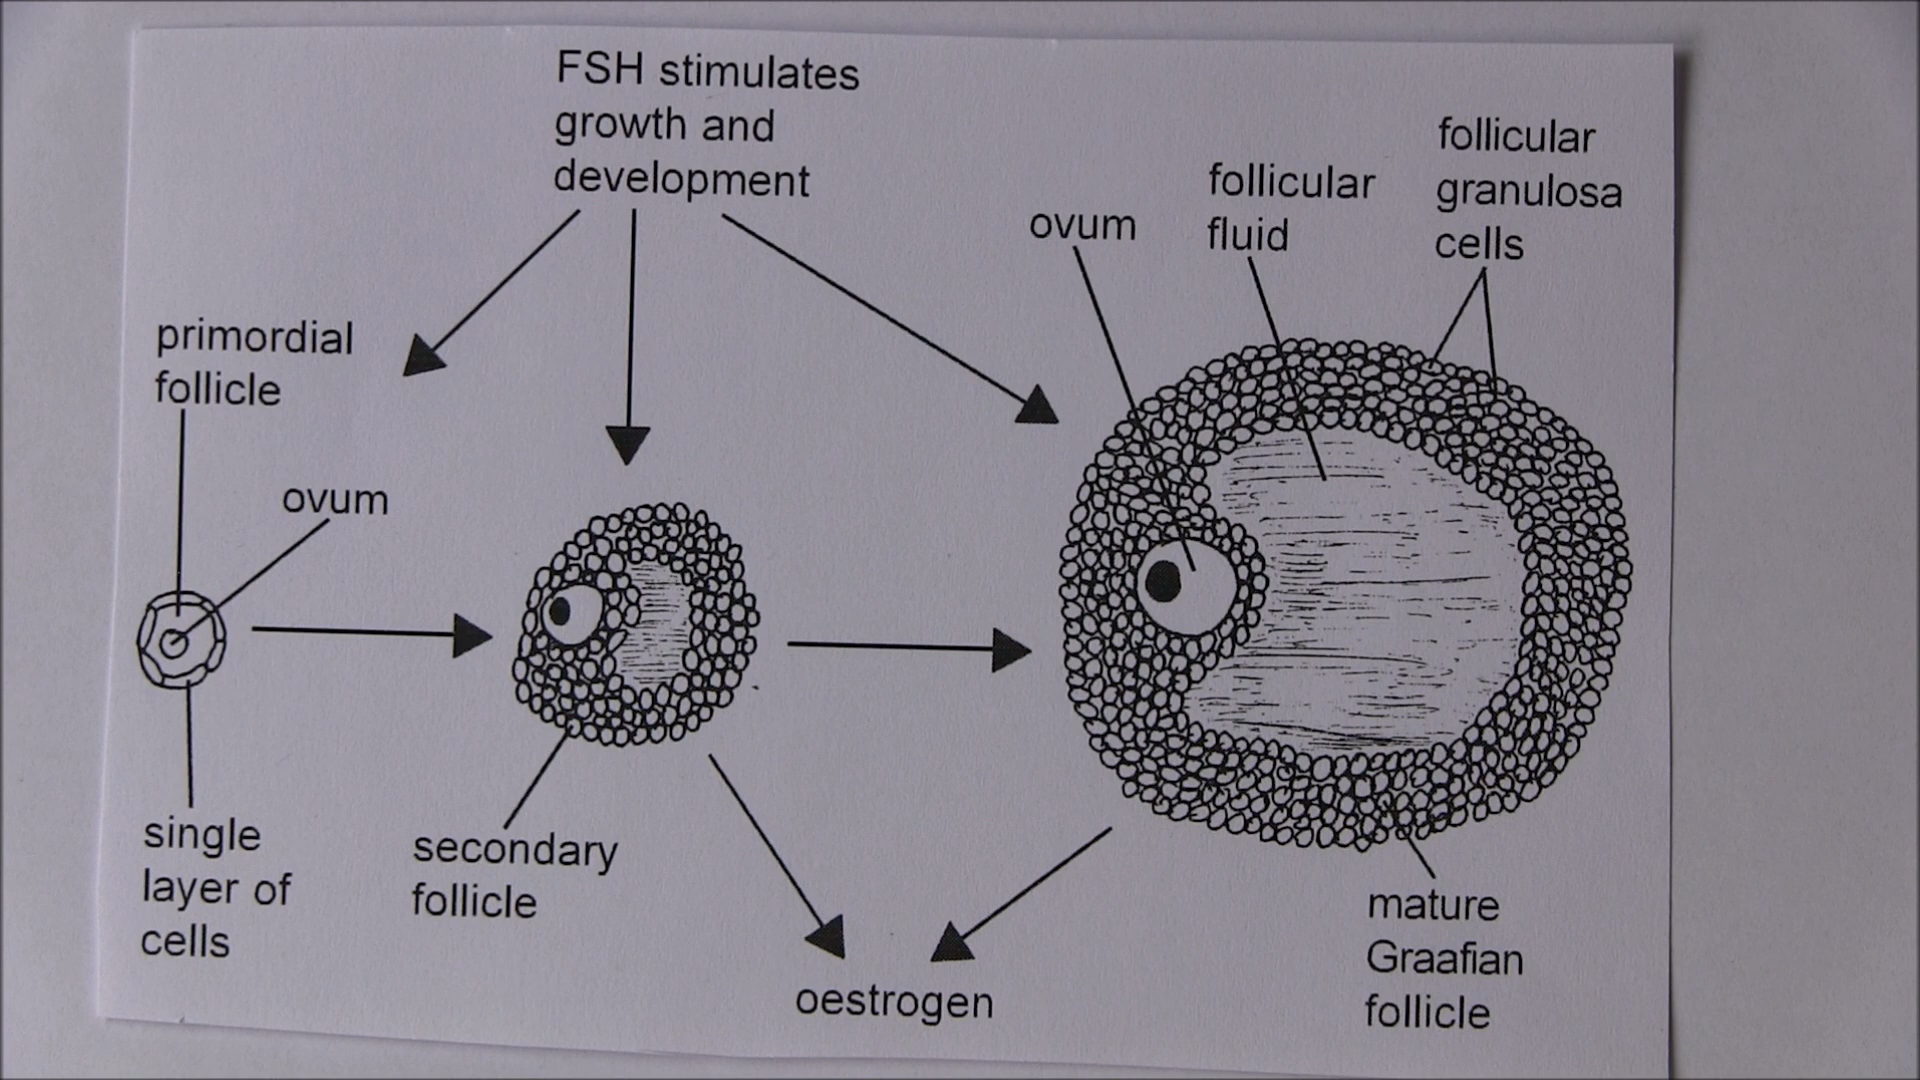 FSH stimulates
growth and
development
follicular
granulosa
cells
follicular
fluid
ovum
primordial
follicle
ovum
single
layer of
cells
secondary
follicle
oestrogen
mature
Graafian
follicle